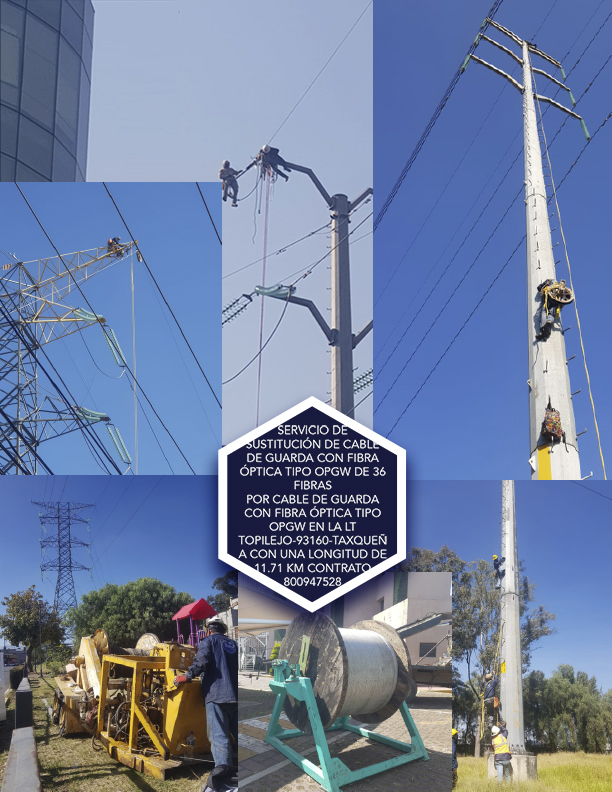 SERVICIO DE
SUSTITUCIÓN DE CABLE
DE GUARDA CON FIBRA
ÓPTICA TIPO OPGW DE 36
FIBRAS
POR CABLE DE GUARDA
CON FIBRA ÓPTICA TIPO
OPGW EN LA LT
TOPILEJO-93160-TAXQUEÑ
A CON UNA LONGITUD DE
11.71 KM CONTRATO
800947528